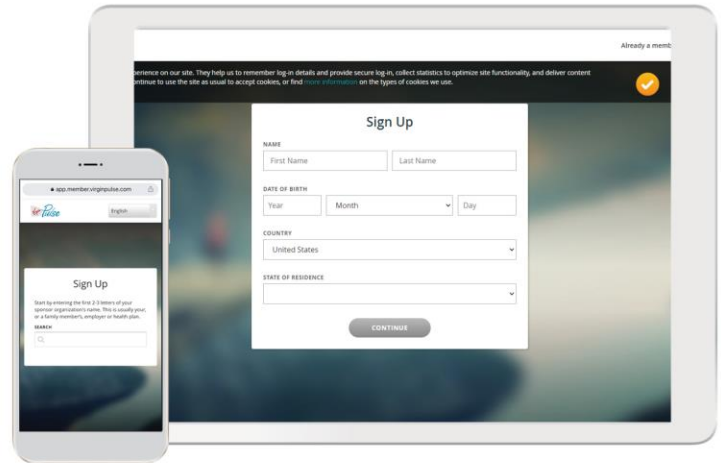 Already a memb
perience on our site. They help us to remember log-in details and provide secure log-in, collect statistics to optimize site functionality, and deliver content
ontinue to use the site as usual to accept cookies, or find more information on the types of cookies we use.
Sign Up
NAME
First Name Last Name
DATE OF BIRTH
Year Month Day
COUNTRY
United States
STATE OF RESIDENCE
CONTINUE
app.member.virginpulse.com
Pulse
English
Sign Up
Start by entering the first 2-3 letters of your
sponsor organization's name. This is usually your,
or a family member's, employer or health plan.
SEARCH